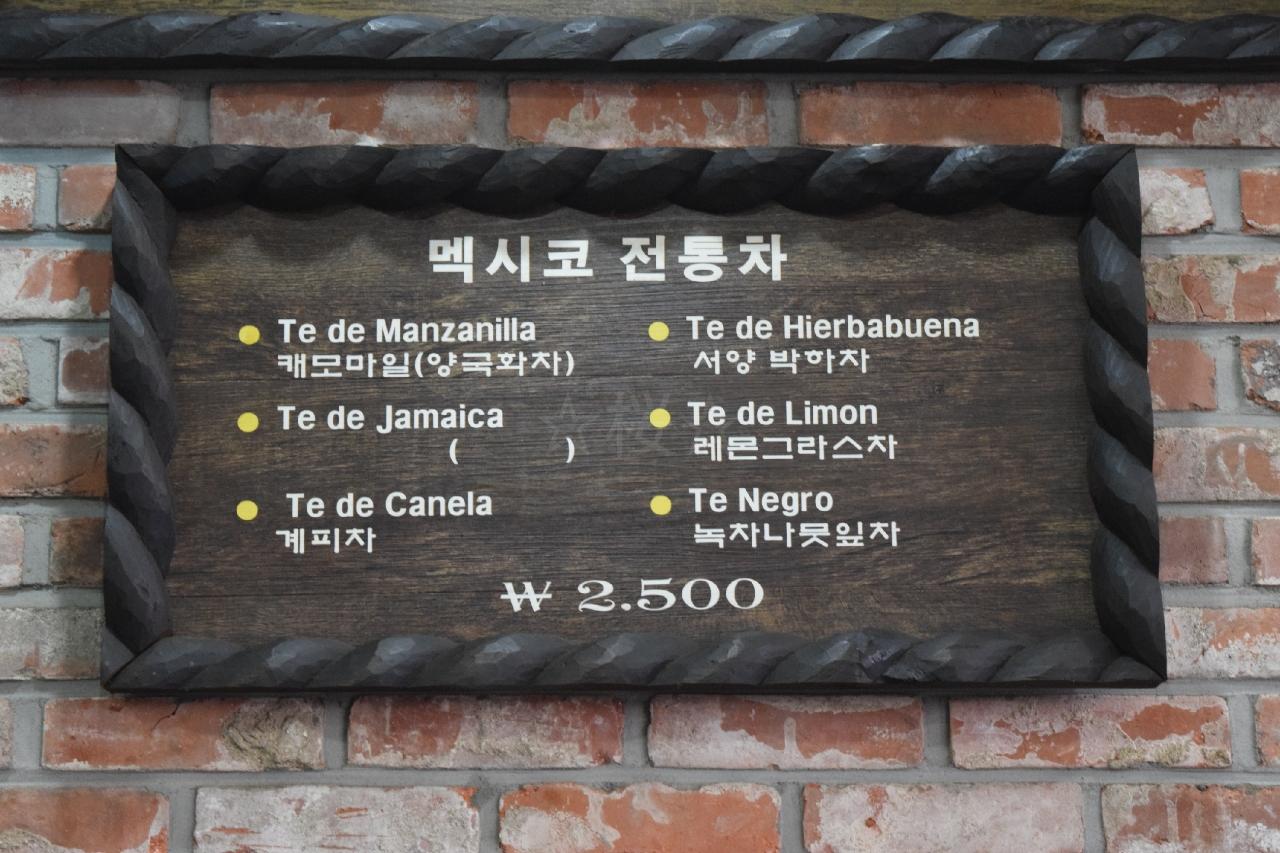 멕시코 전통차
Te de Manzanilla
캐모마일(양국화차)
Te de Jamaica
( )
Te de Canela
계피차
Te de Hierbabuena
서양 박하차
Te de Limon
레몬그라스차
Te Negro
녹차나뭇잎차
₩ 2.500